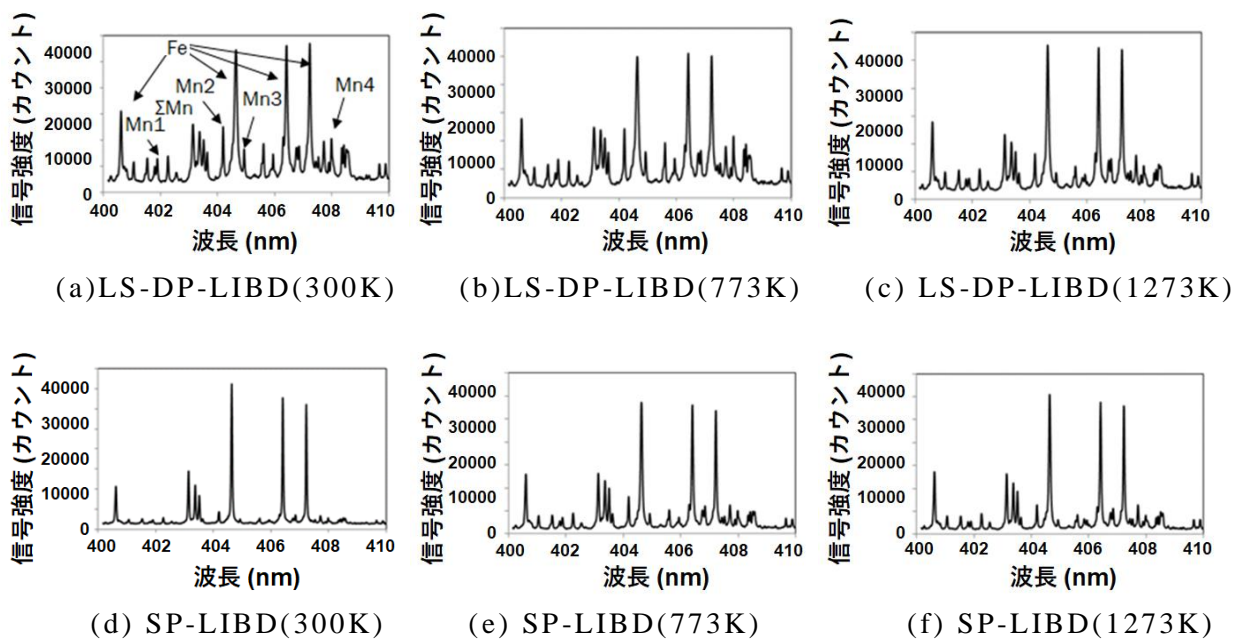 信号強度 (カウント)
40000
30000
20000
10000
0
Fe
Mn2
ΣMn
Mn1
Mn3
Mn4
400 402 404 406 408 410
波長 (nm)
(a)LS-DP-LIBD(300K)
信号強度 (カウント)
40000
30000
20000
10000
0
400 402 404 406 408 410
波長 (nm)
(b)LS-DP-LIBD(773K)
信号強度 (カウント)
40000
30000
20000
10000
0
400 402 404 406 408 410
波長 (nm)
(c) LS-DP-LIBD(1273K)
信号強度 (カウント)
40000
30000
20000
10000
0
400 402 404 406 408 410
波長 (nm)
(d) SP-LIBD(300K)
信号強度 (カウント)
40000
30000
20000
10000
0
400 402 404 406 408 410
波長 (nm)
(e) SP-LIBD(773K)
信号強度 (カウント)
40000
30000
20000
10000
0
400 402 404 406 408 410
波長 (nm)
(f) SP-LIBD(1273K)